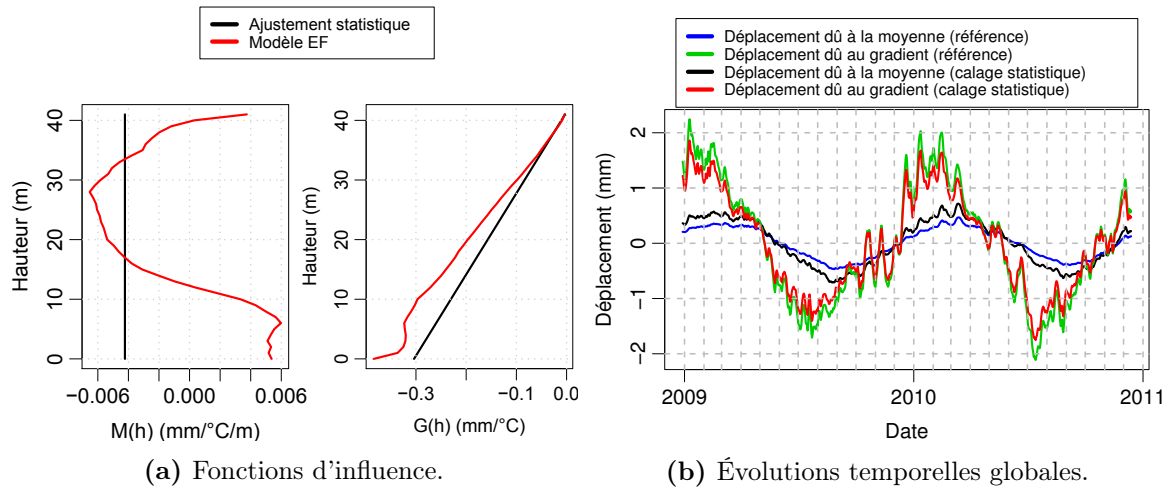 Ajustement statistique
Modèle EF
Hauteur (m)
40
30
20
10
0
−0.006
0.000
0.006
M(h) (mm/°C/m)
Hauteur (m)
40
30
20
10
0
−0.3
−0.1
0.0
G(h) (mm/°C)
(a) Fonctions d'influence.
Déplacement dû à la moyenne (référence)
Déplacement dû au gradient (référence)
Déplacement dû à la moyenne (calage statistique)
Déplacement dû au gradient (calage statistique)
Déplacement (mm)
2
1
0
−1
−2
2009
2010
2011
Date
(b) Évolutions temporelles globales.